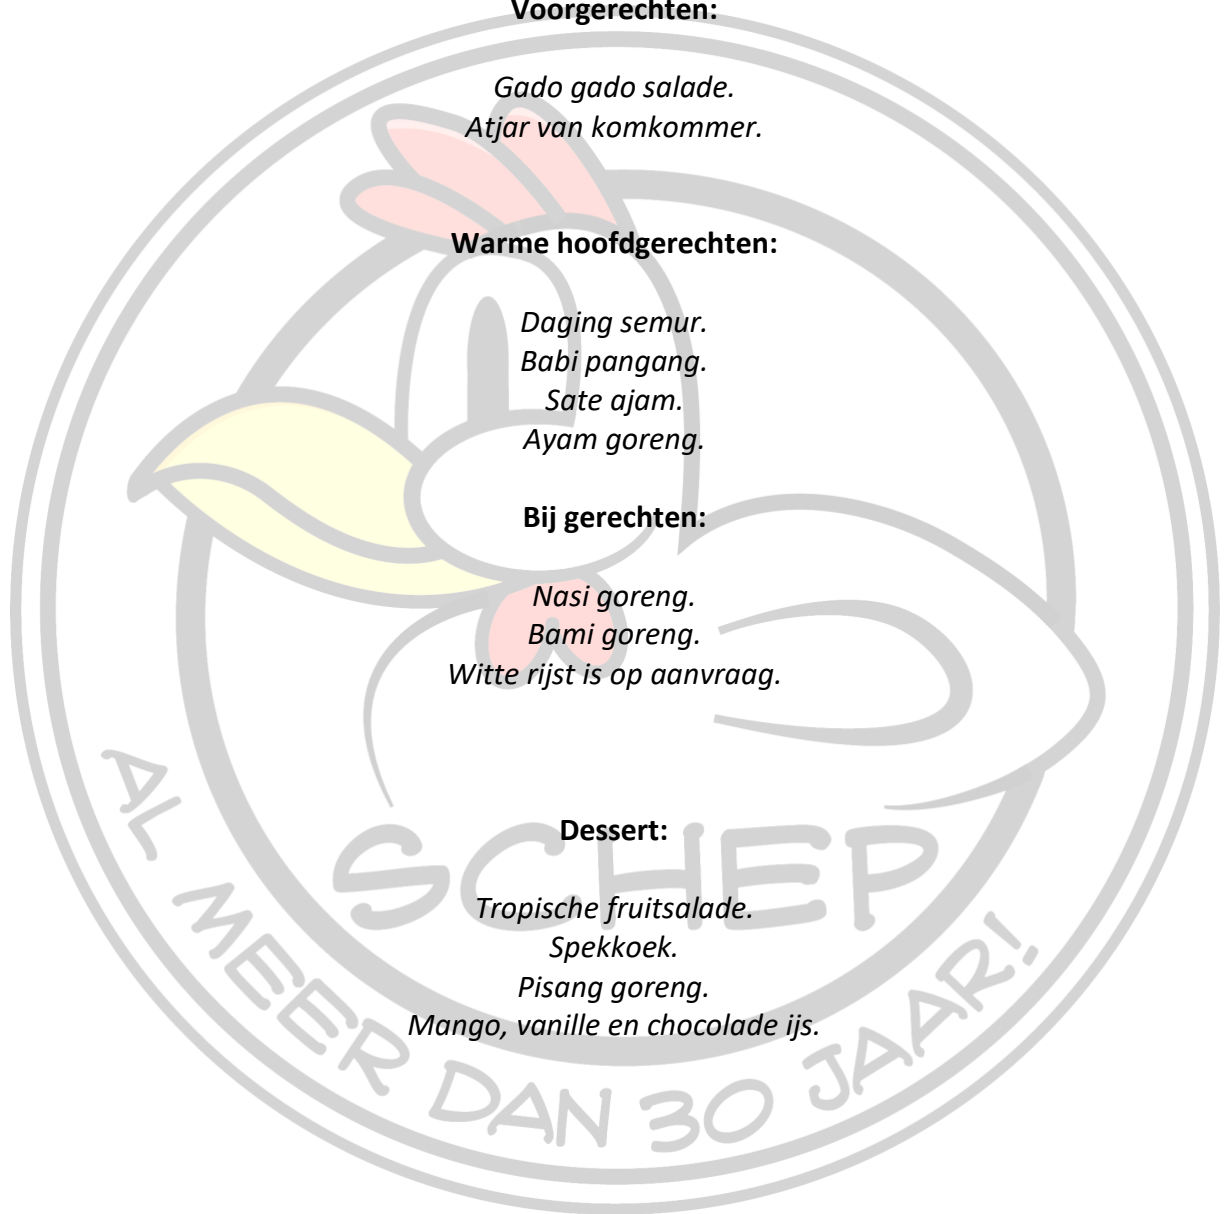 Voorgerechten:
Gado gado salade.
Atjar van komkommer.
Warme hoofdgerechten:
Daging semur.
Babi pangang.
Sate ajam.
Ayam goreng.
Bij gerechten:
Nasi goreng.
Bami goreng.
Witte rijst is op aanvraag.
Dessert:
Tropische fruitsalade.
Spekkoek.
Pisang goreng.
Mango, vanille en chocolade ijs.
SCHEP
AL MEER DAN 30 JAAR!